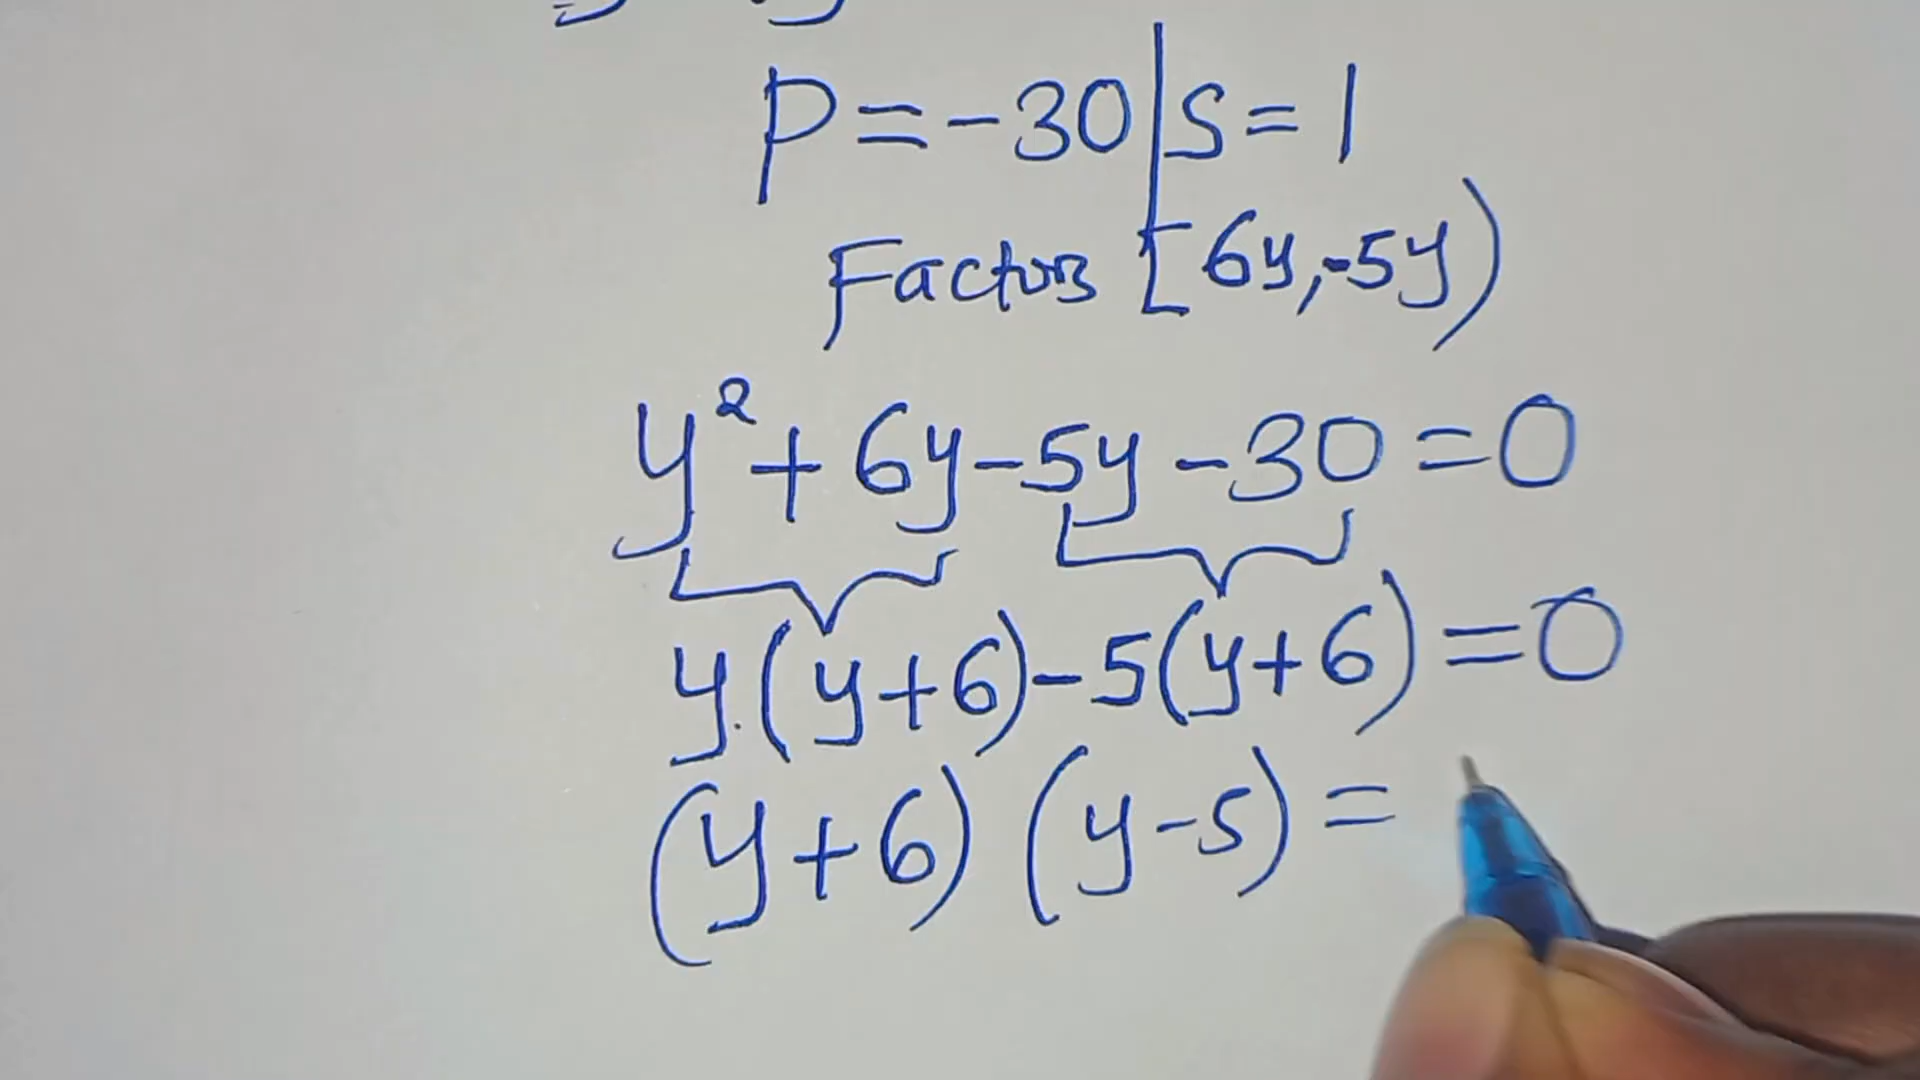 P = -30 | S = 1
Factors [6y, -5y)
y² + 6y - 5y - 30 = 0
y(y+6) - 5(y+6) = 0
(y+6) (y-5) =